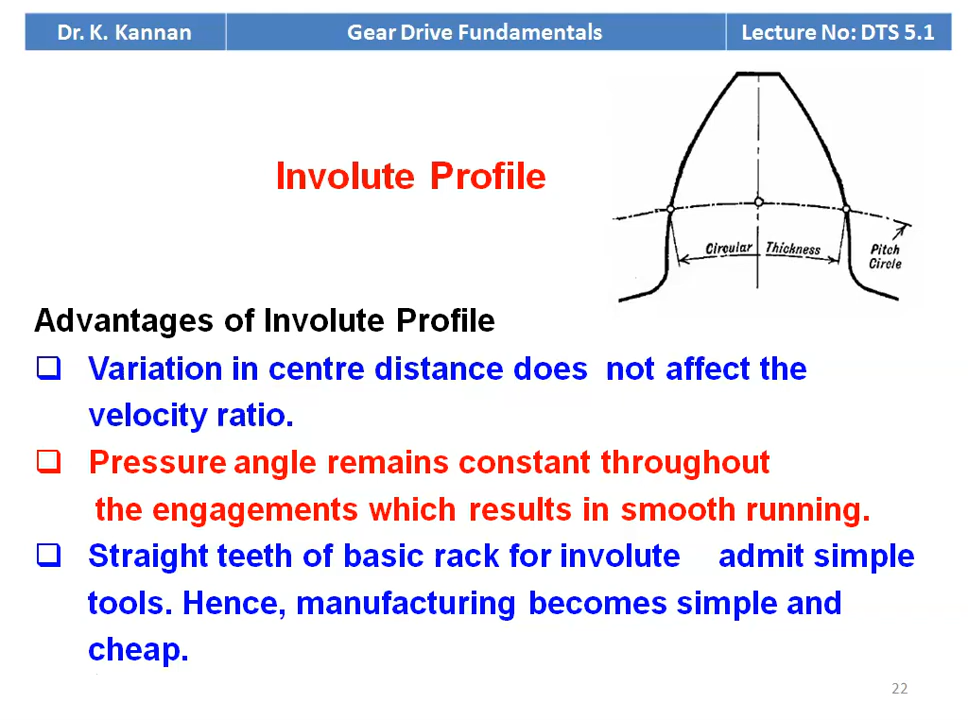 Dr. K. Kannan Gear Drive Fundamentals Lecture No: DTS 5.1
Involute Profile
Circular Thickness
Pitch
Circle
Advantages of Involute Profile
❑ Variation in centre distance does not affect the
velocity ratio.
❑ Pressure angle remains constant throughout
the engagements which results in smooth running.
❑ Straight teeth of basic rack for involute admit simple
tools. Hence, manufacturing becomes simple and
cheap.
22